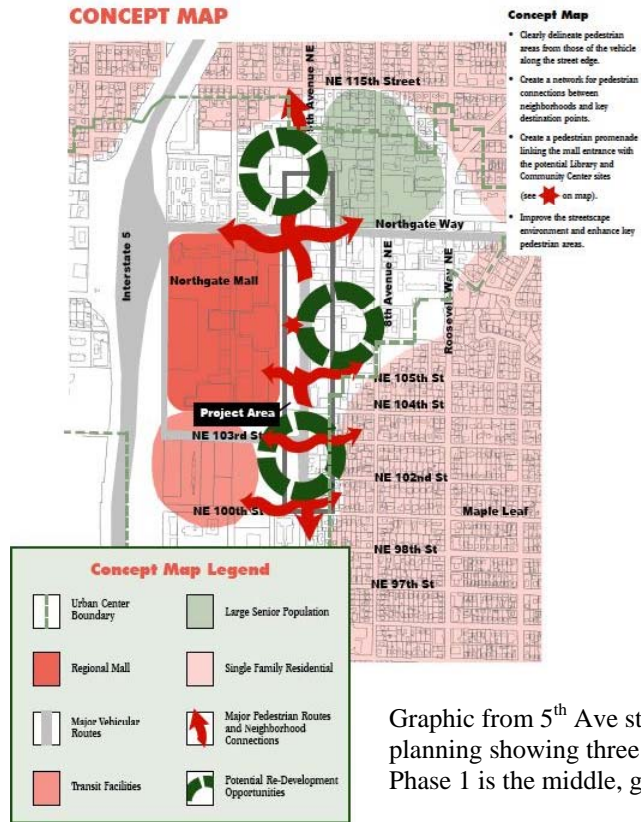 CONCEPT MAP
Concept Map
• Clearly delineate pedestrian
areas from those of the vehicle
along the street edge.
• Create a network for pedestrian
connections between
neighborhoods and key
destination points.
• Create a pedestrian promenade
linking the mall entrance with
the potential Library and
Community Center sites
(see on map).
• Improve the streetscape
environment and enhance key
pedestrian areas.
Avenue NE
NE 115th Street
Interstate 5
Northgate Way
Northgate Mall
8th Avenue NE
Roosevelt Way NE
NE 105th St
NE 104th St
Project Area
NE 103rd St
NE 102nd St
NE 100th St
Maple Leaf
NE 98th St
NE 97th St
Concept Map Legend
Urban Center
Boundary
Large Senior Population
Regional Mall
Single Family Residential
Major Vehicular
Routes
Major Pedestrian Routes
and Neighborhood
Connections
Transit Facilities
Potential Re-Development
Opportunities
Graphic from 5th Ave st
planning showing three
Phase 1 is the middle, g